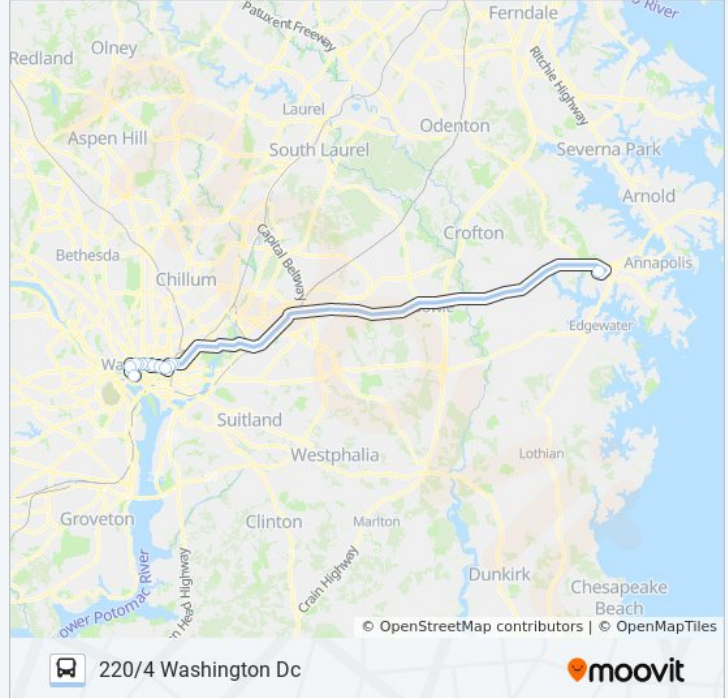 Ferndale
River
Patuxent Freeway
Olney
Redland
Ritchie Highway
Laurel
Odenton
Aspen Hill
South Laurel
Severna Park
Arnold
Crofton
Capital Beltway
Bethesda
Annapolis
Chillum
Edgewater
Wa
Suitland
Westphalia
Lothian
Groveton
Clinton
Marlton
Dunkirk
Crain Highway
Chesapeake
Beach
ower Potomac River
n Head Highway
© OpenStreetMap contributors | © OpenMapTiles
220/4 Washington Dc
moovit